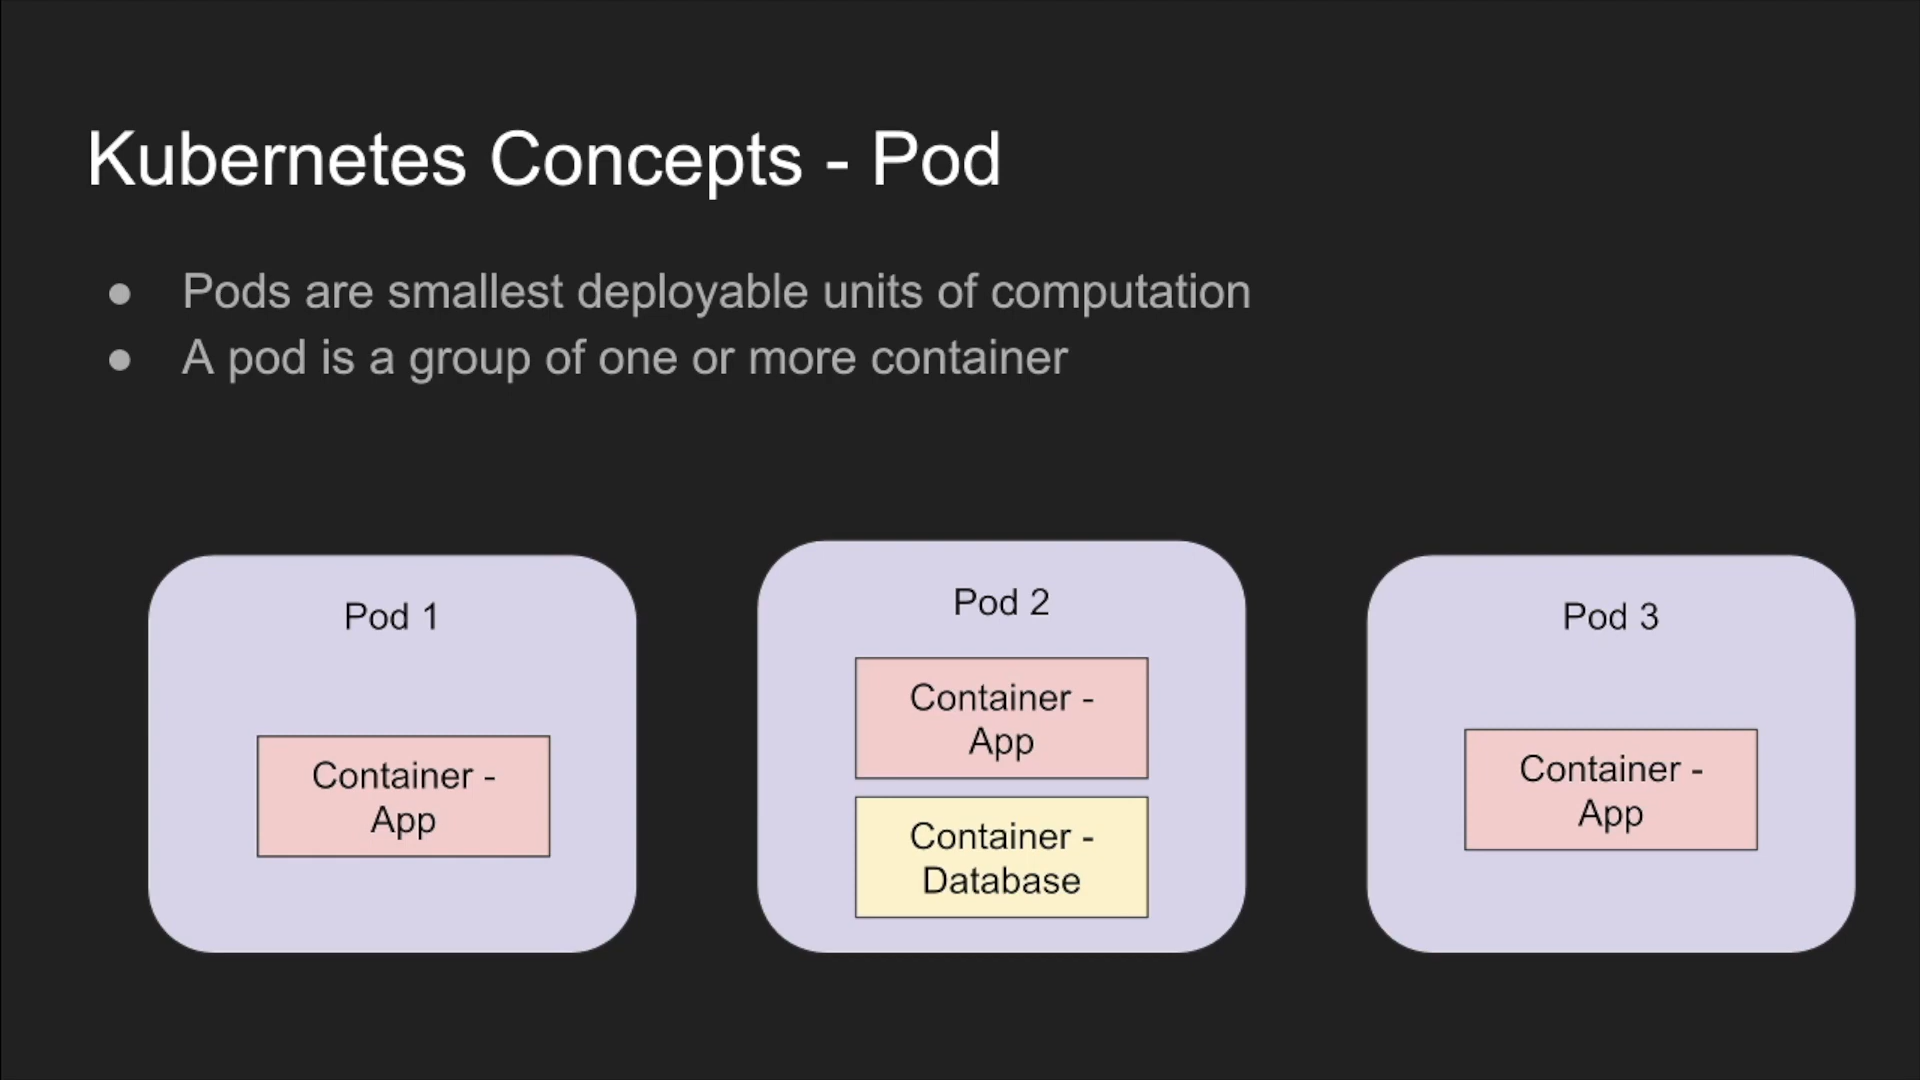 Kubernetes Concepts - Pod
● Pods are smallest deployable units of computation
● A pod is a group of one or more container
Pod 1
Container -
App
Pod 2
Container -
App
Container -
Database
Pod 3
Container -
App